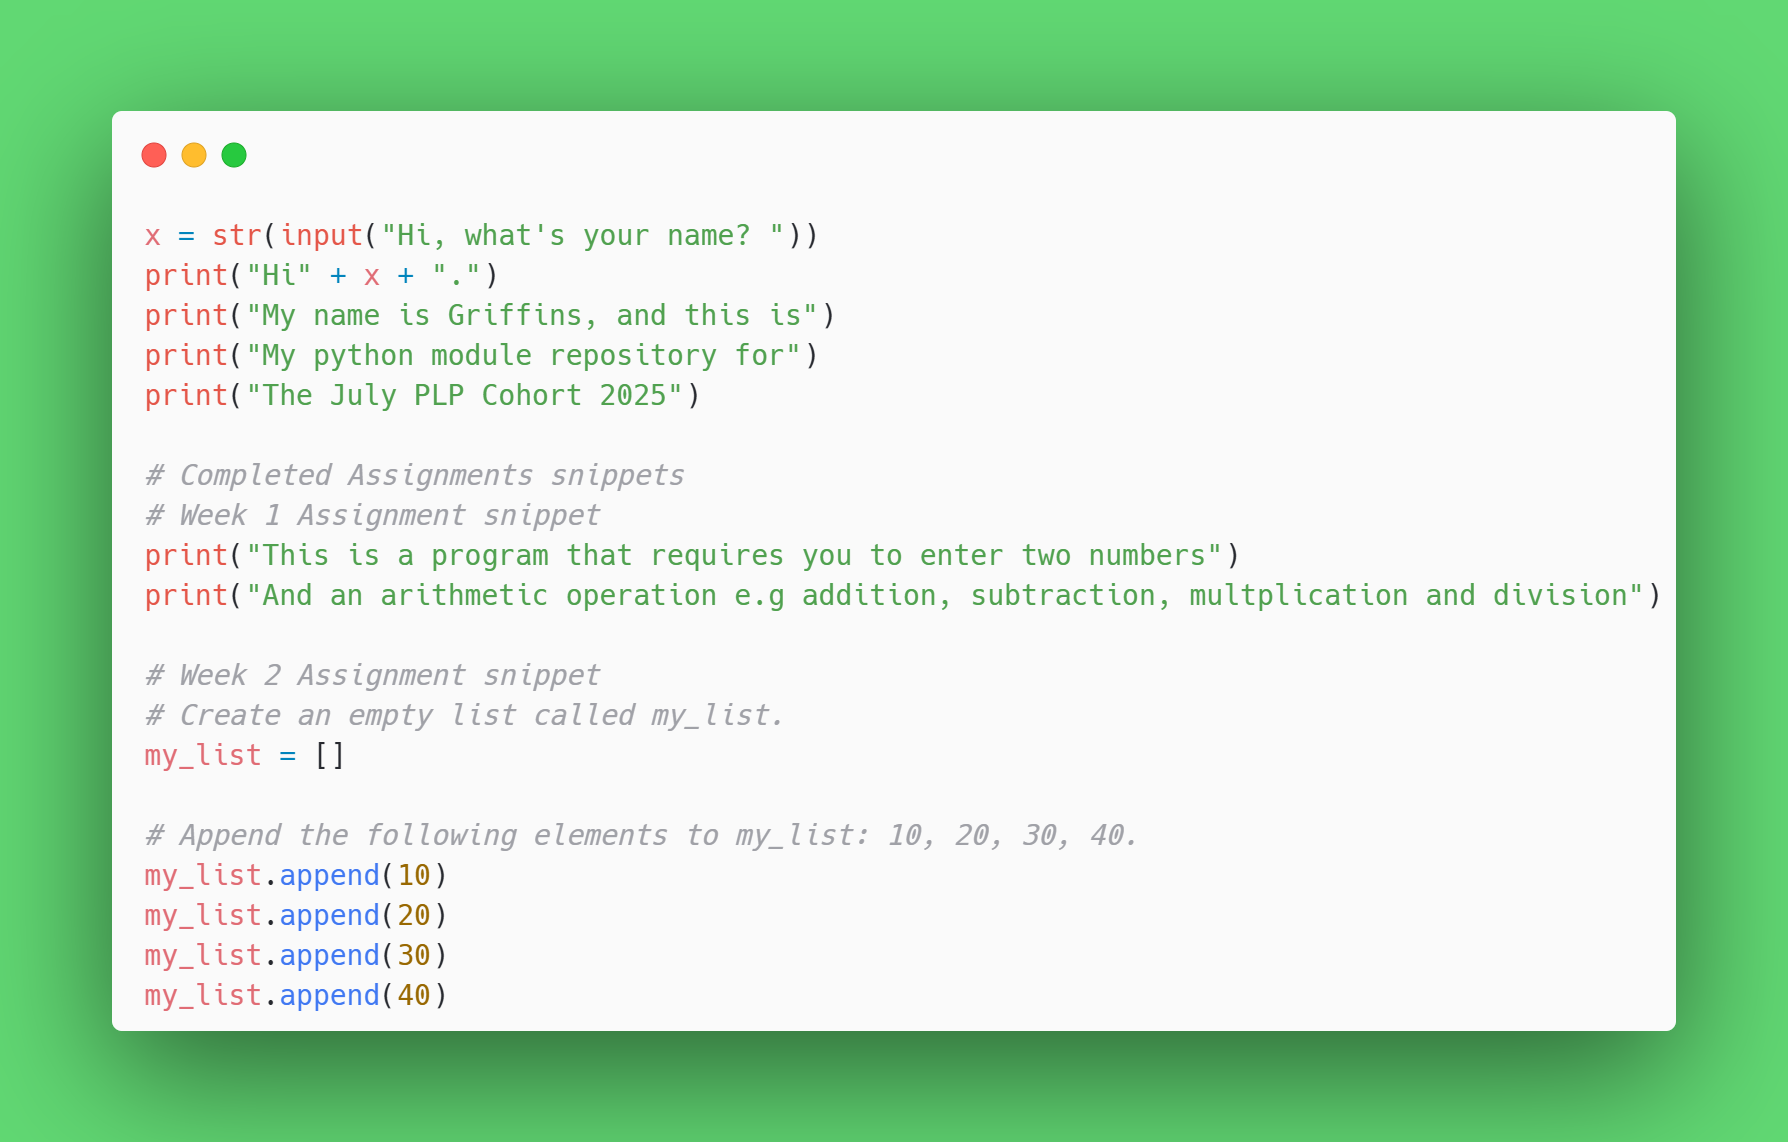 x = str(input("Hi, what's your name? "))
print("Hi" + x + ".")
print("My name is Griffins, and this is")
print("My python module repository for")
print("The July PLP Cohort 2025")
# Completed Assignments snippets
# Week 1 Assignment snippet
print("This is a program that requires you to enter two numbers")
print("And an arithmetic operation e.g addition, subtraction, multplication and division")
# Week 2 Assignment snippet
# Create an empty list called my_list.
my_list = []
# Append the following elements to my_list: 10, 20, 30, 40.
my_list.append(10)
my_list.append(20)
my_list.append(30)
my_list.append(40)